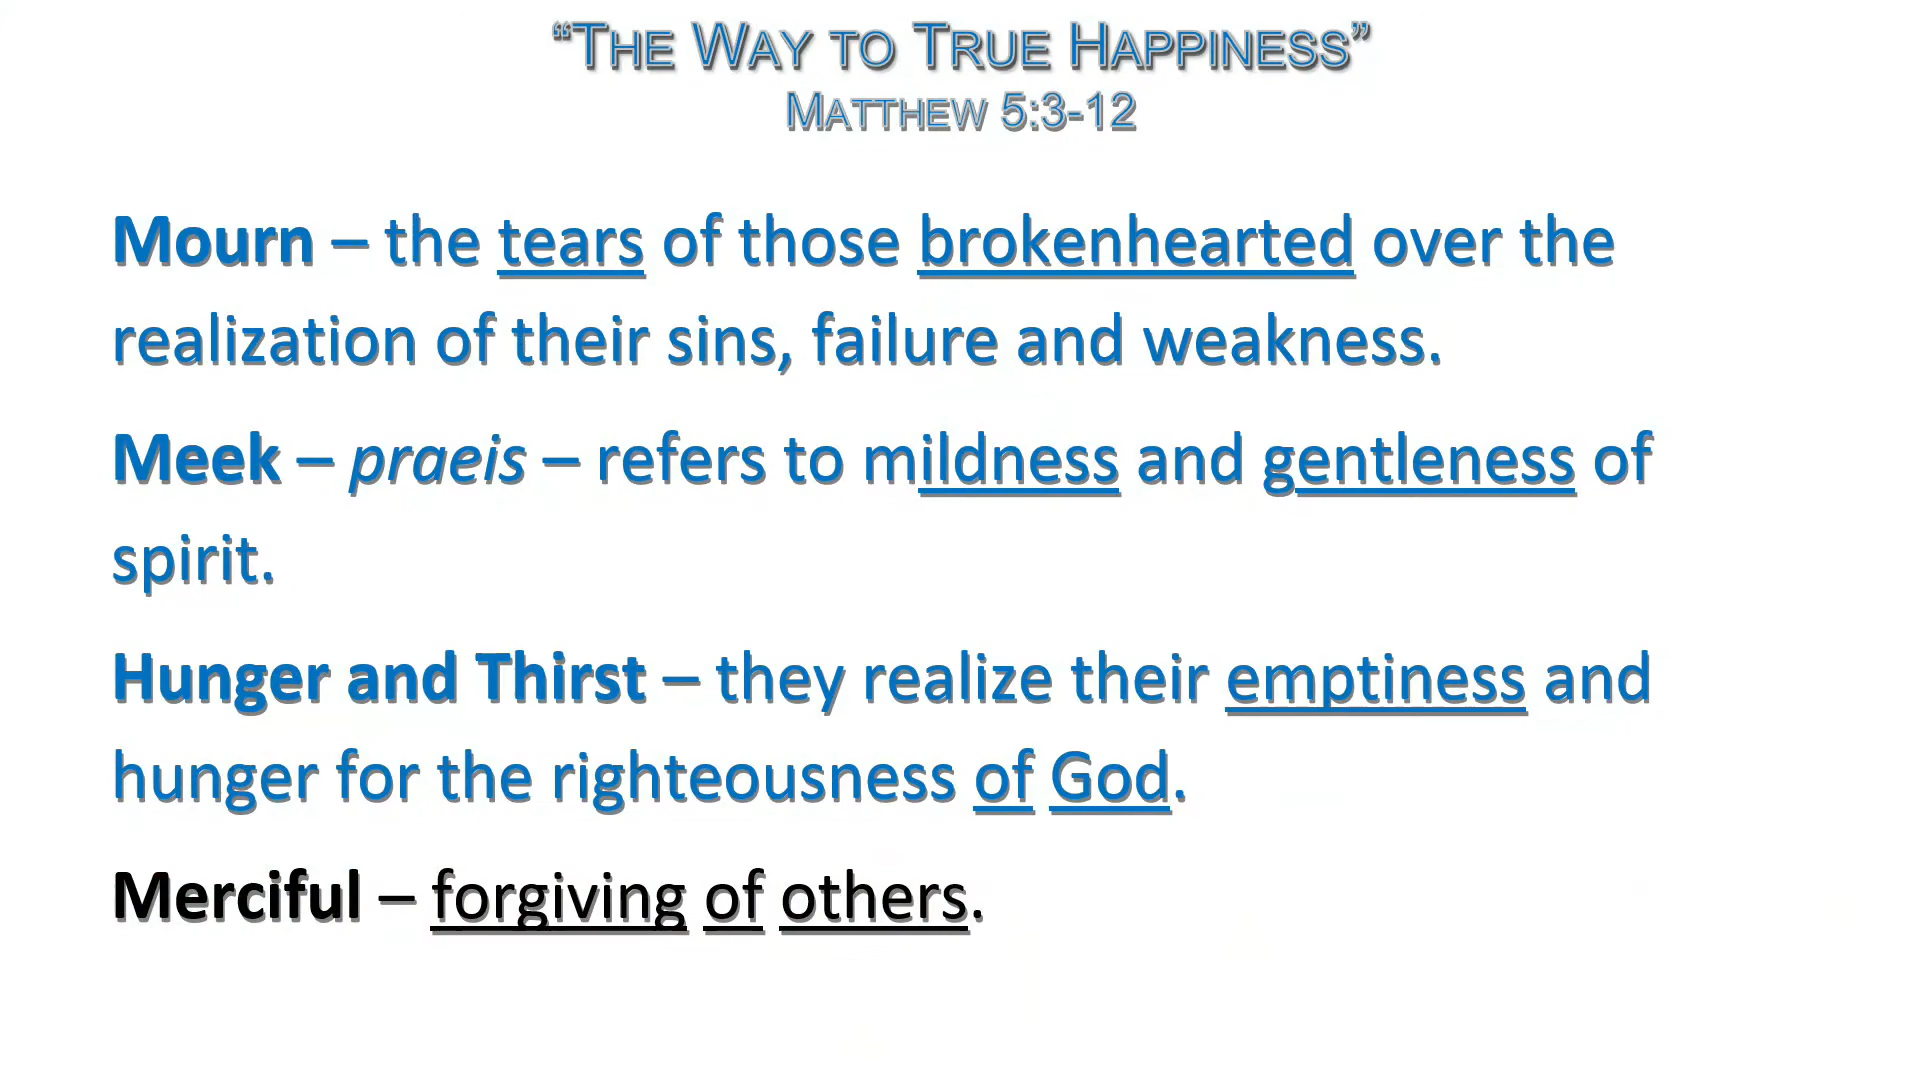 “The Way to True Happiness”
Matthew 5:3-12
Mourn – the tears of those brokenhearted over the
realization of their sins, failure and weakness.
Meek – praeis – refers to mildness and gentleness of
spirit.
Hunger and Thirst – they realize their emptiness and
hunger for the righteousness of God.
Merciful – forgiving of others.